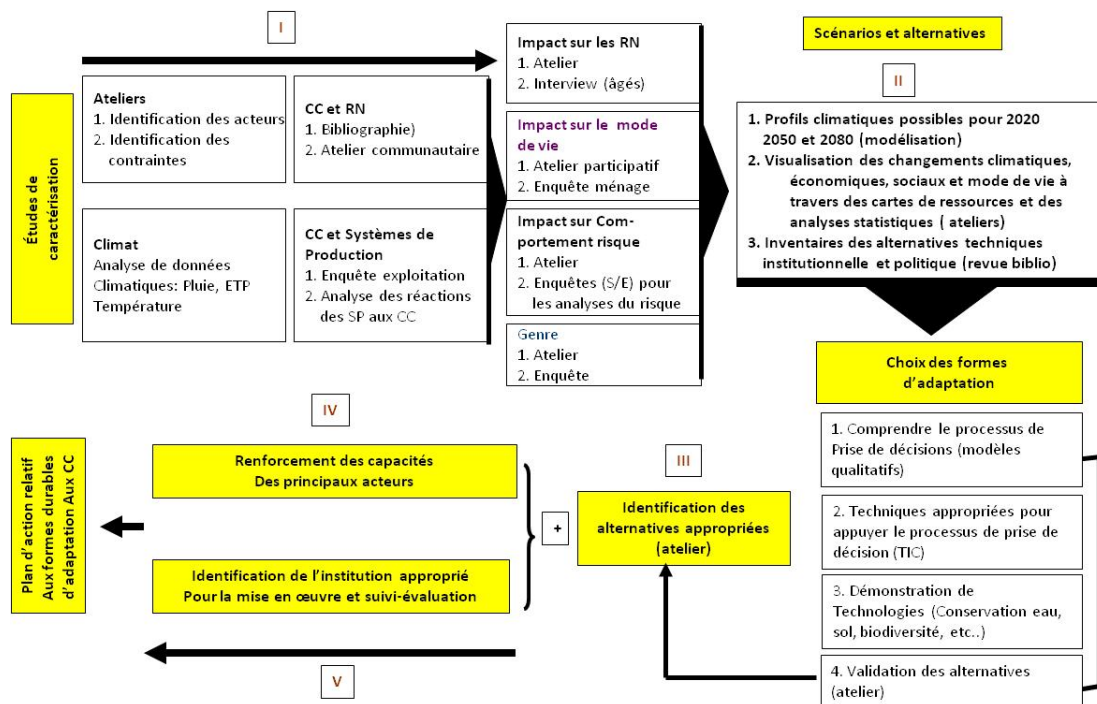 I
Études de
caractérisation
Ateliers
1. Identification des acteurs
2. Identification des
contraintes
CC et RN
1. Bibliographie)
2. Atelier communautaire
Climat
Analyse de données
Climatiques: Pluie, ETP
Température
CC et Systèmes de
Production
1. Enquête exploitation
2. Analyse des réactions
des SP aux CC
Impact sur les RN
1. Atelier
2. Interview (âgés)
Impact sur le mode
de vie
1. Atelier participatif
2. Enquête ménage
Impact sur Com-
portement risque
1. Atelier
2. Enquêtes (S/E) pour
les analyses du risque
Genre
1. Atelier
2. Enquête
Scénarios et alternatives
II
1. Profils climatiques possibles pour 2020
2050 et 2080 (modélisation)
2. Visualisation des changements climatiques,
économiques, sociaux et mode de vie à
travers des cartes de ressources et des
analyses statistiques ( ateliers)
3. Inventaires des alternatives techniques
institutionnelle et politique (revue biblio)
Choix des formes
d'adaptation
1. Comprendre le processus de
Prise de décisions (modèles
qualitatifs)
2. Techniques appropriées pour
appuyer le processus de prise de
décision (TIC)
3. Démonstration de
Technologies (Conservation eau,
sol, biodiversité, etc..)
4. Validation des alternatives
(atelier)
III
Identification des
alternatives appropriées
(atelier)
+
IV
Renforcement des capacités
Des principaux acteurs
Identification de l'institution approprié
Pour la mise en œuvre et suivi-évaluation
V
Plan d'action relatif
Aux formes durables
d'adaptation Aux CC